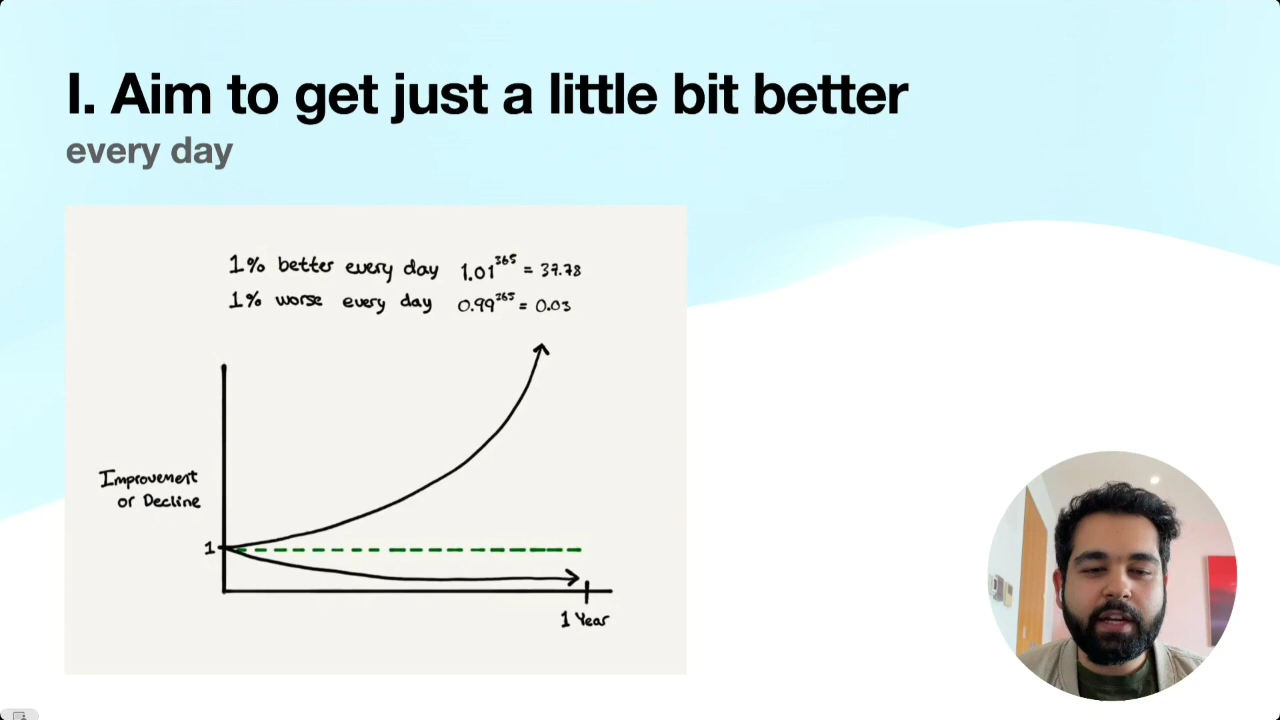 I. Aim to get just a little bit better
every day
1% better every day 1.01³⁶⁵ = 37.78
1% worse every day 0.99³⁶⁵ = 0.03
Improvement
or Decline
1
1 Year